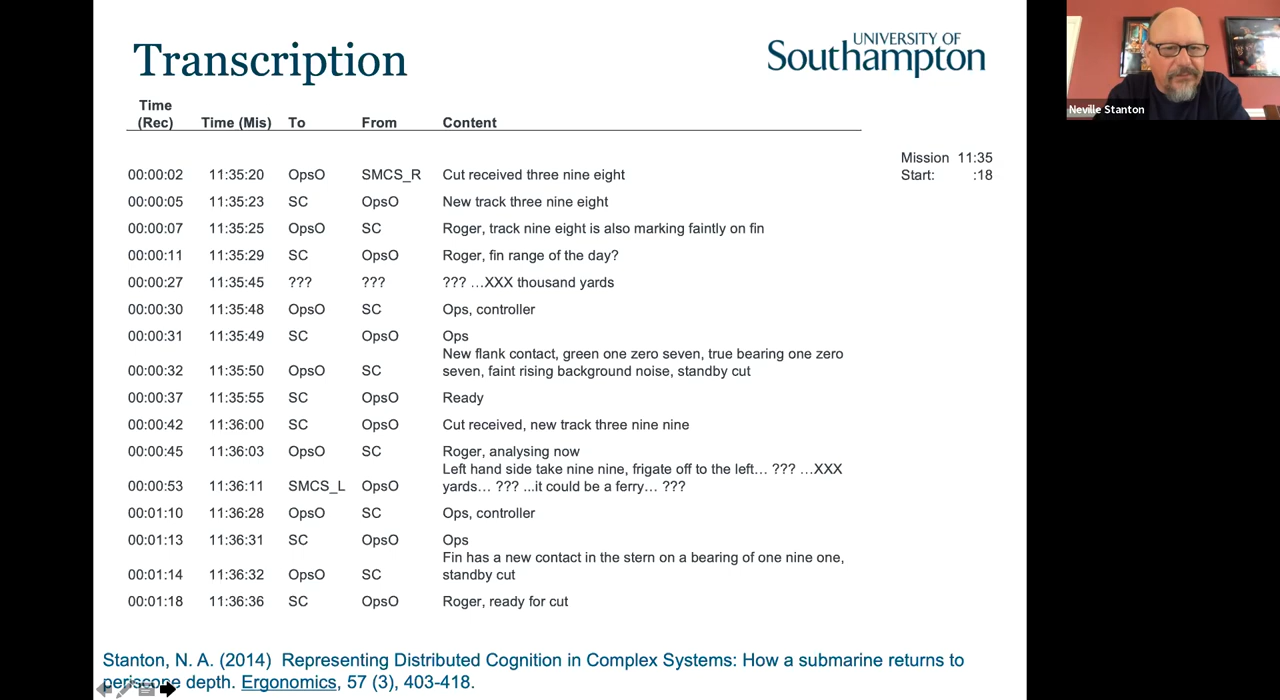 Transcription
UNIVERSITY OF
Southampton
Time
(Rec) Time (Mis) To From Content
Mission 11:35
Start: :18
00:00:02 11:35:20 OpsO SMCS_R Cut received three nine eight
00:00:05 11:35:23 SC OpsO New track three nine eight
00:00:07 11:35:25 OpsO SC Roger, track nine eight is also marking faintly on fin
00:00:11 11:35:29 SC OpsO Roger, fin range of the day?
00:00:27 11:35:45 ??? ??? ??? …XXX thousand yards
00:00:30 11:35:48 OpsO SC Ops, controller
00:00:31 11:35:49 SC OpsO Ops
New flank contact, green one zero seven, true bearing one zero
00:00:32 11:35:50 OpsO SC seven, faint rising background noise, standby cut
00:00:37 11:35:55 SC OpsO Ready
00:00:42 11:36:00 SC OpsO Cut received, new track three nine nine
00:00:45 11:36:03 OpsO SC Roger, analysing now
Left hand side take nine nine, frigate off to the left… ??? …XXX
00:00:53 11:36:11 SMCS_L OpsO yards… ??? ...it could be a ferry… ???
00:01:10 11:36:28 OpsO SC Ops, controller
00:01:13 11:36:31 SC OpsO Ops
Fin has a new contact in the stern on a bearing of one nine one,
00:01:14 11:36:32 OpsO SC standby cut
00:01:18 11:36:36 SC OpsO Roger, ready for cut
Stanton, N. A. (2014) Representing Distributed Cognition in Complex Systems: How a submarine returns to
periscope depth. Ergonomics, 57 (3), 403-418.
Neville Stanton